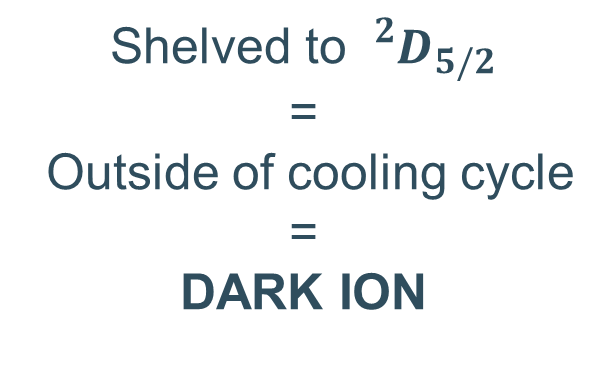 Shelved to ²D₅/₂
=
Outside of cooling cycle
=
DARK ION